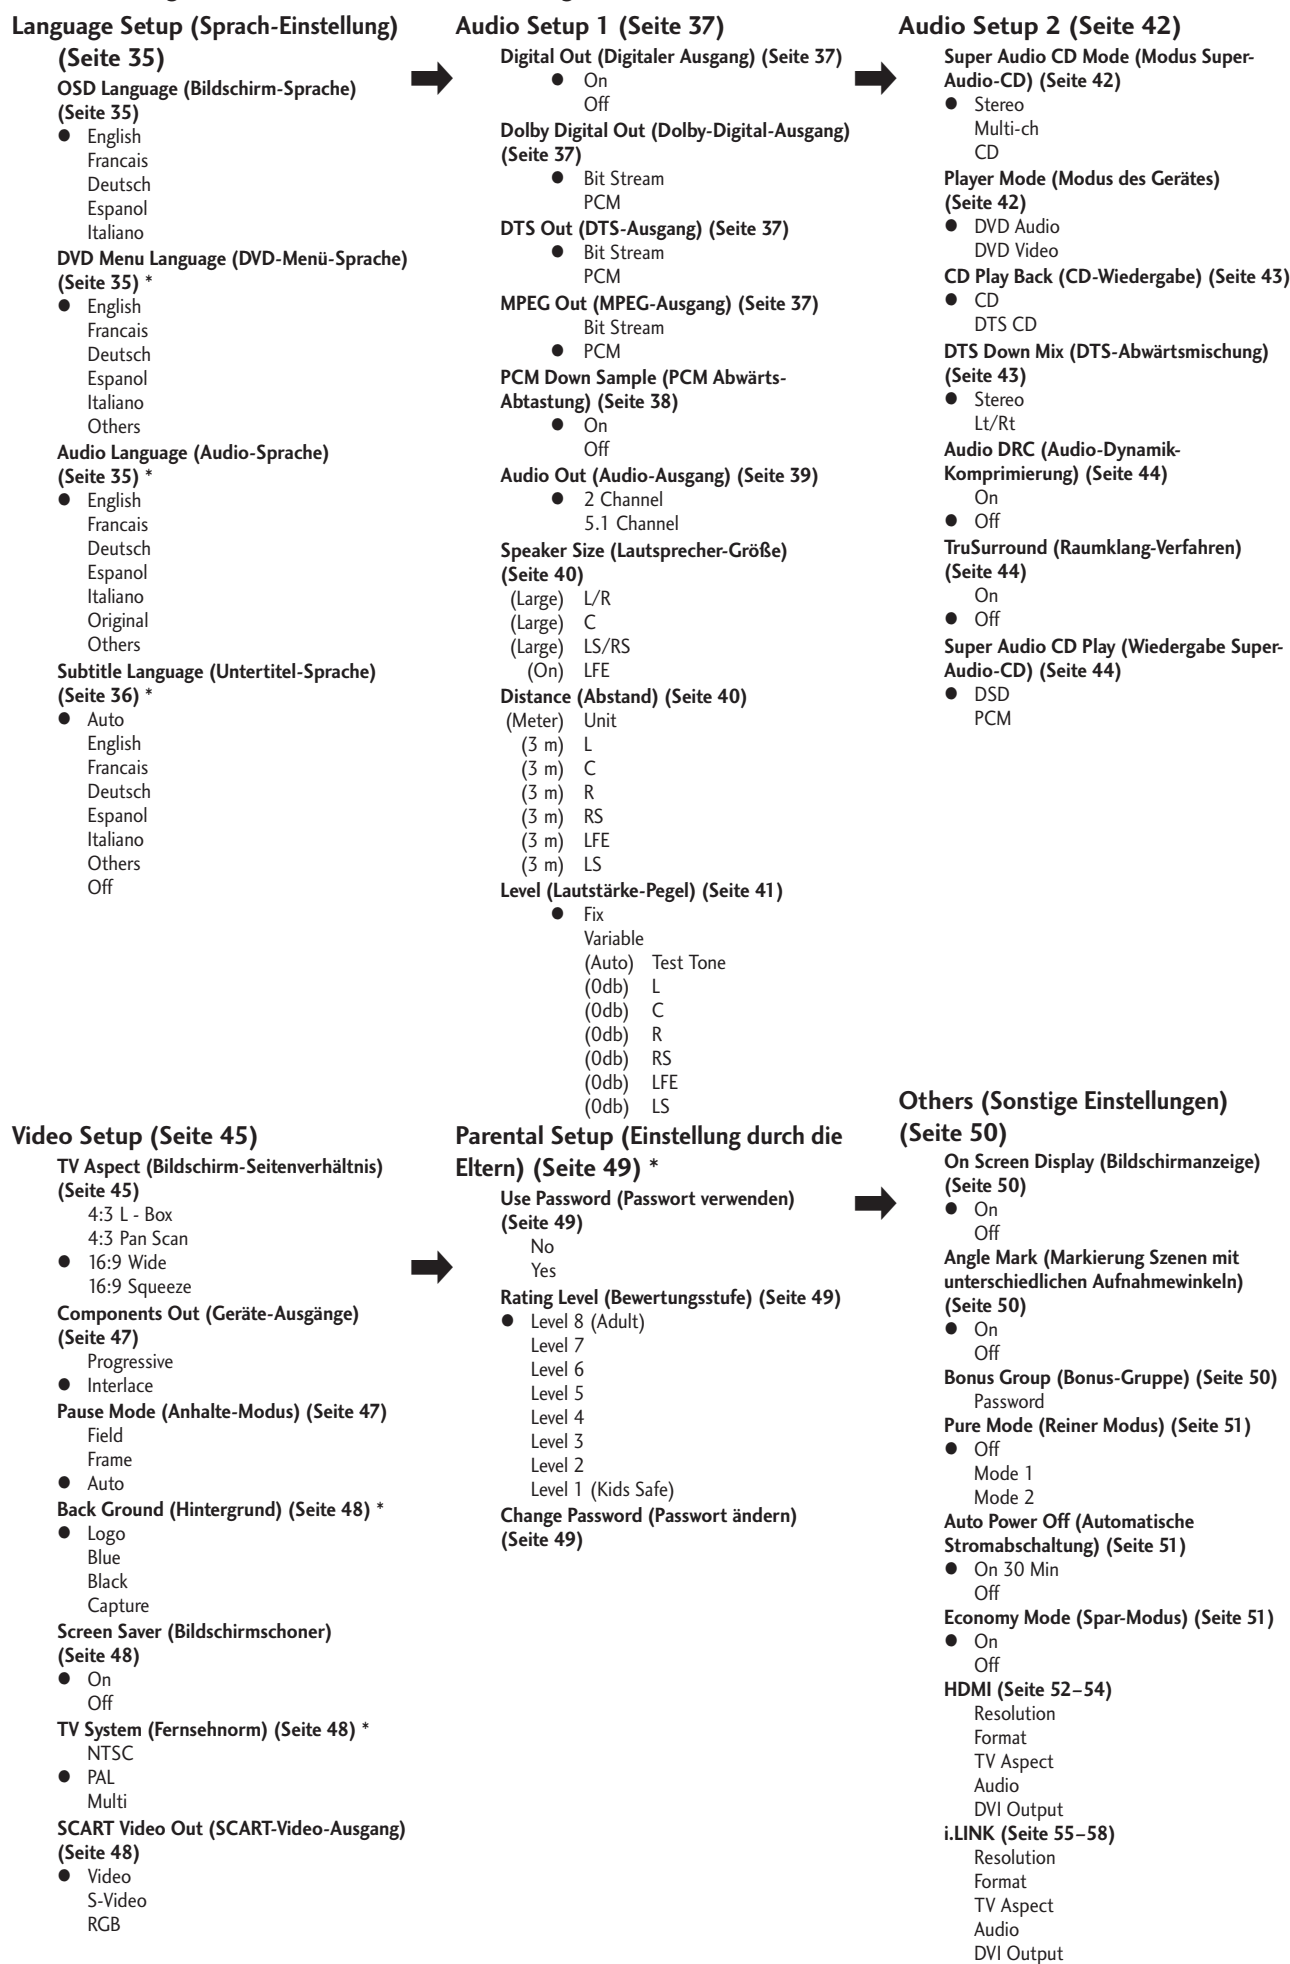 Language Setup (Sprach-Einstellung)
(Seite 35)
OSD Language (Bildschirm-Sprache)
(Seite 35)
● English
Francais
Deutsch
Espanol
Italiano
DVD Menu Language (DVD-Menü-Sprache)
(Seite 35) *
● English
Francais
Deutsch
Espanol
Italiano
Others
Audio Language (Audio-Sprache)
(Seite 35) *
● English
Francais
Deutsch
Espanol
Italiano
Original
Others
Subtitle Language (Untertitel-Sprache)
(Seite 36) *
● Auto
English
Francais
Deutsch
Espanol
Italiano
Others
Off
Audio Setup 1 (Seite 37)
Digital Out (Digitaler Ausgang) (Seite 37)
● On
Off
Dolby Digital Out (Dolby-Digital-Ausgang)
(Seite 37)
● Bit Stream
PCM
DTS Out (DTS-Ausgang) (Seite 37)
● Bit Stream
PCM
MPEG Out (MPEG-Ausgang) (Seite 37)
Bit Stream
● PCM
PCM Down Sample (PCM Abwärts-
Abtastung) (Seite 38)
● On
Off
Audio Out (Audio-Ausgang) (Seite 39)
● 2 Channel
5.1 Channel
Speaker Size (Lautsprecher-Größe)
(Seite 40)
(Large) L/R
(Large) C
(Large) LS/RS
(On) LFE
Distance (Abstand) (Seite 40)
(Meter) Unit
(3 m) L
(3 m) C
(3 m) R
(3 m) RS
(3 m) LFE
(3 m) LS
Level (Lautstärke-Pegel) (Seite 41)
● Fix
Variable
(Auto) Test Tone
(0db) L
(0db) C
(0db) R
(0db) RS
(0db) LFE
(0db) LS
Audio Setup 2 (Seite 42)
Super Audio CD Mode (Modus Super-
Audio-CD) (Seite 42)
● Stereo
Multi-ch
CD
Player Mode (Modus des Gerätes)
(Seite 42)
● DVD Audio
DVD Video
CD Play Back (CD-Wiedergabe) (Seite 43)
● CD
DTS CD
DTS Down Mix (DTS-Abwärtsmischung)
(Seite 43)
● Stereo
Lt/Rt
Audio DRC (Audio-Dynamik-
Komprimierung) (Seite 44)
On
● Off
TruSurround (Raumklang-Verfahren)
(Seite 44)
On
● Off
Super Audio CD Play (Wiedergabe Super-
Audio-CD) (Seite 44)
● DSD
PCM
Video Setup (Seite 45)
TV Aspect (Bildschirm-Seitenverhältnis)
(Seite 45)
4:3 L - Box
4:3 Pan Scan
● 16:9 Wide
16:9 Squeeze
Components Out (Geräte-Ausgänge)
(Seite 47)
Progressive
● Interlace
Pause Mode (Anhalte-Modus) (Seite 47)
Field
Frame
● Auto
Back Ground (Hintergrund) (Seite 48) *
● Logo
Blue
Black
Capture
Screen Saver (Bildschirmschoner)
(Seite 48)
● On
Off
TV System (Fernsehnorm) (Seite 48) *
NTSC
● PAL
Multi
SCART Video Out (SCART-Video-Ausgang)
(Seite 48)
● Video
S-Video
RGB
Parental Setup (Einstellung durch die
Eltern) (Seite 49) *
Use Password (Passwort verwenden)
(Seite 49)
No
Yes
Rating Level (Bewertungsstufe) (Seite 49)
● Level 8 (Adult)
Level 7
Level 6
Level 5
Level 4
Level 3
Level 2
Level 1 (Kids Safe)
Change Password (Passwort ändern)
(Seite 49)
Others (Sonstige Einstellungen)
(Seite 50)
On Screen Display (Bildschirmanzeige)
(Seite 50)
● On
Off
Angle Mark (Markierung Szenen mit
unterschiedlichen Aufnahmewinkeln)
(Seite 50)
● On
Off
Bonus Group (Bonus-Gruppe) (Seite 50)
Password
Pure Mode (Reiner Modus) (Seite 51)
● Off
Mode 1
Mode 2
Auto Power Off (Automatische
Stromabschaltung) (Seite 51)
● On 30 Min
Off
Economy Mode (Spar-Modus) (Seite 51)
● On
Off
HDMI (Seite 52–54)
Resolution
Format
TV Aspect
Audio
DVI Output
i.LINK (Seite 55–58)
Resolution
Format
TV Aspect
Audio
DVI Output